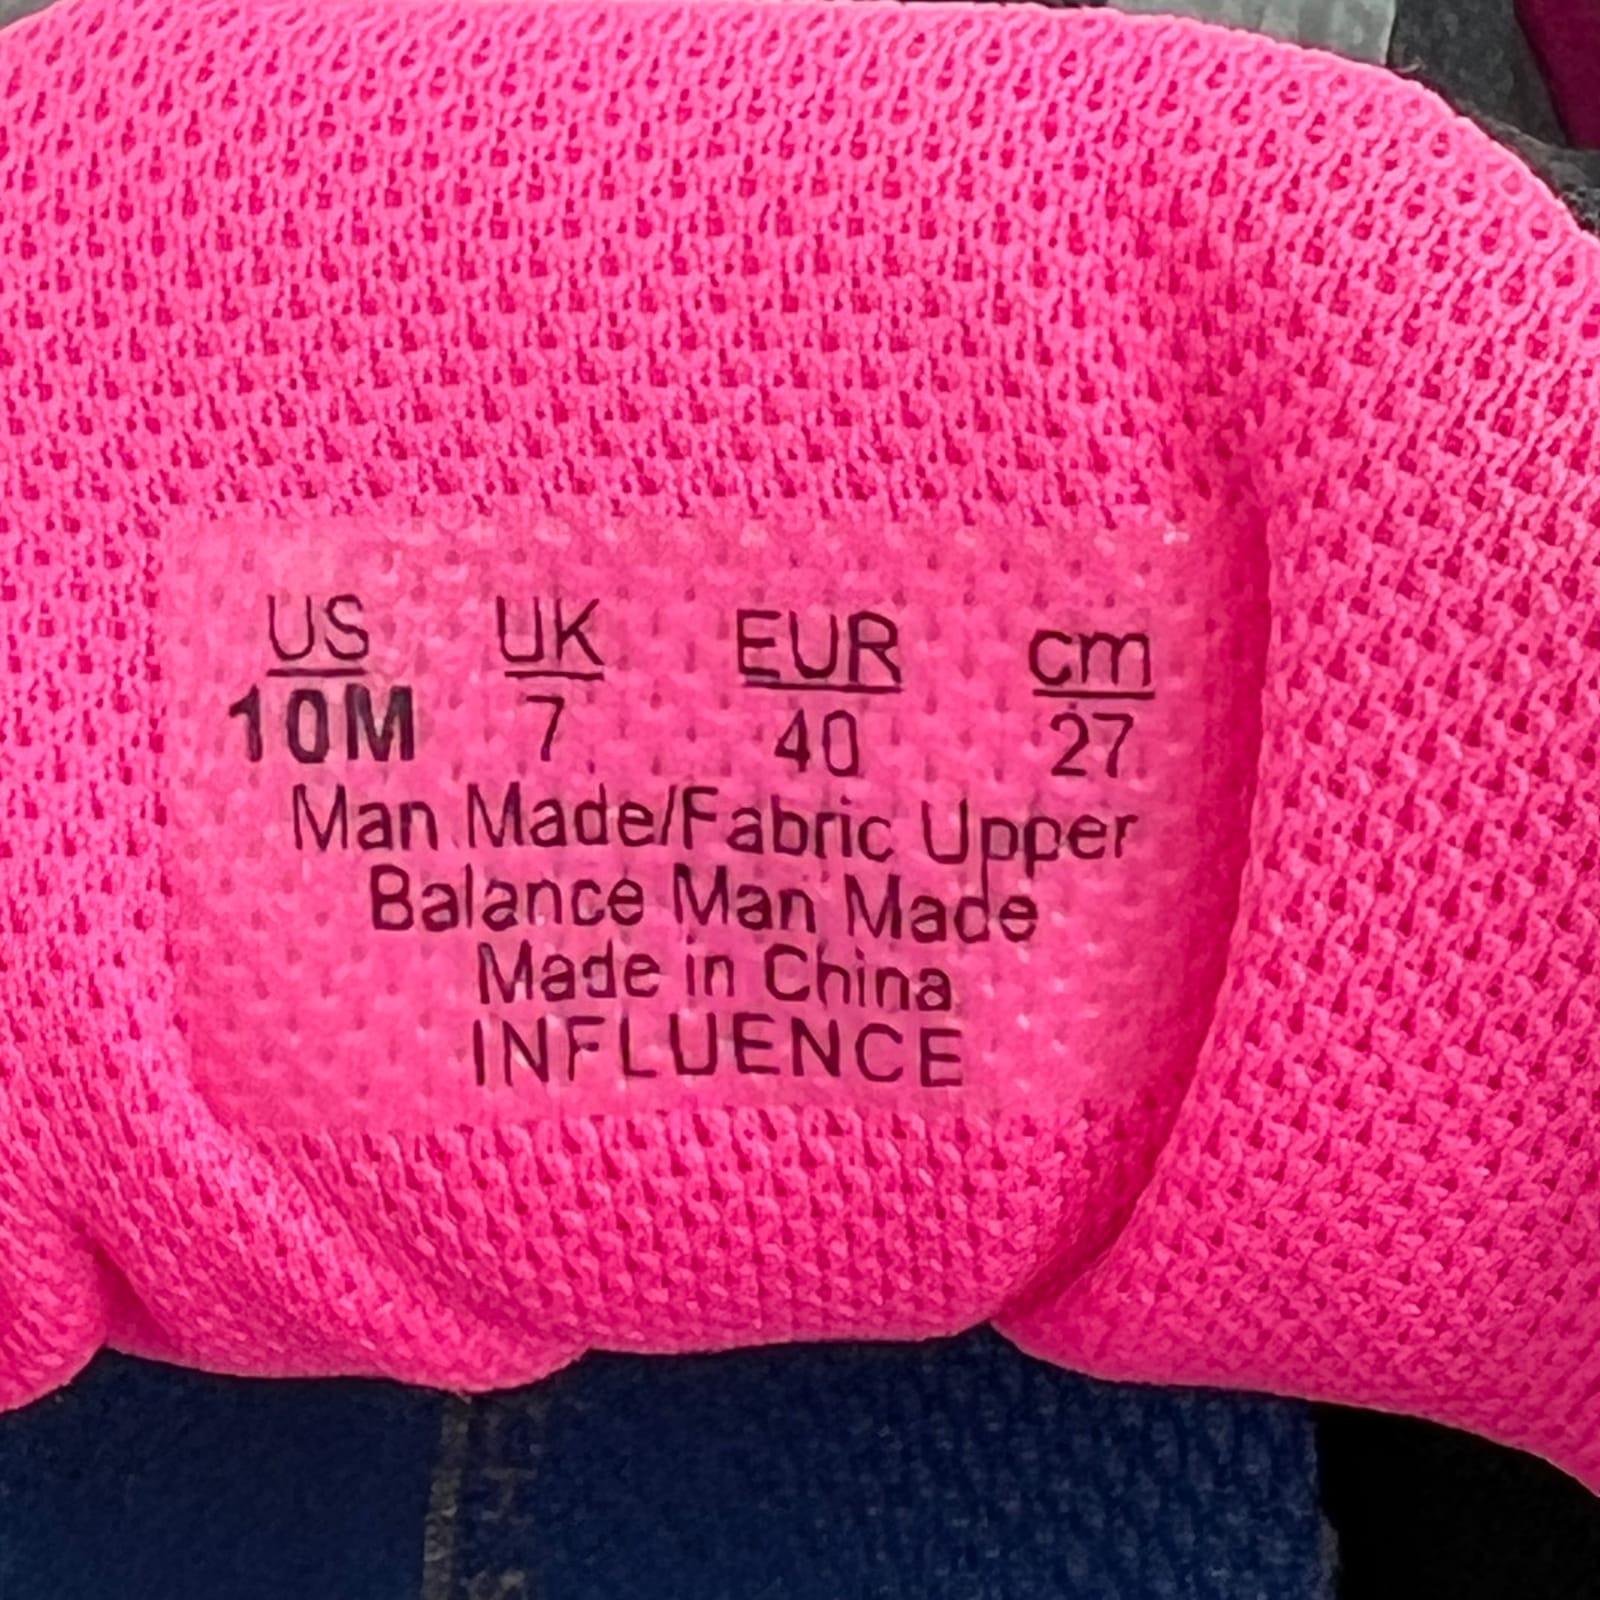 US UK EUR cm
10M 7 40 27
Man Made/Fabric Upper
Balance Man Made
Made in China
INFLUENCE